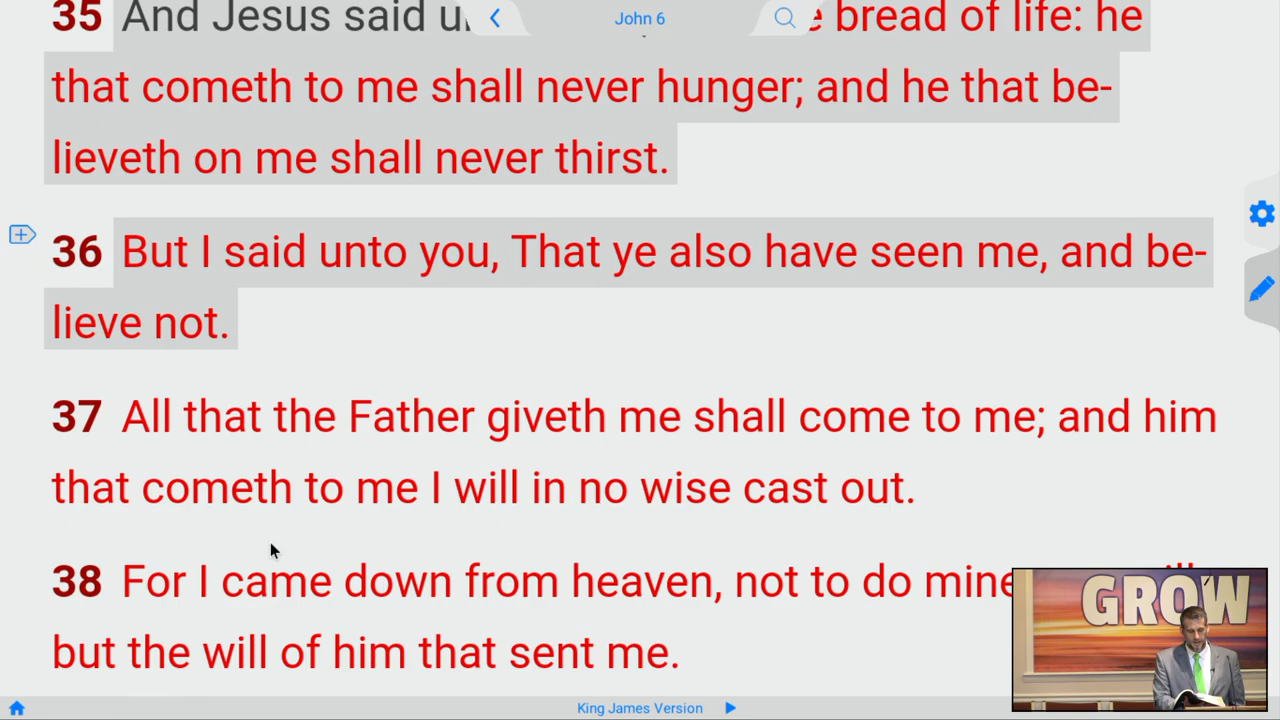 John 6
35 And Jesus said bread of life: he
that cometh to me shall never hunger; and he that be-
lieveth on me shall never thirst.
36 But I said unto you, That ye also have seen me, and be-
lieve not.
37 All that the Father giveth me shall come to me; and him
that cometh to me I will in no wise cast out.
38 For I came down from heaven, not to do mine
but the will of him that sent me.
GROW
King James Version